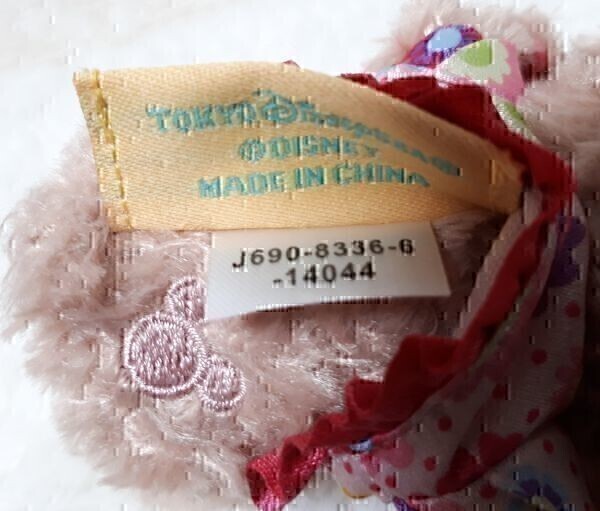 TOKYO Disney RESORT
©DISNEY
MADE IN CHINA
J690-8336-6
-14044